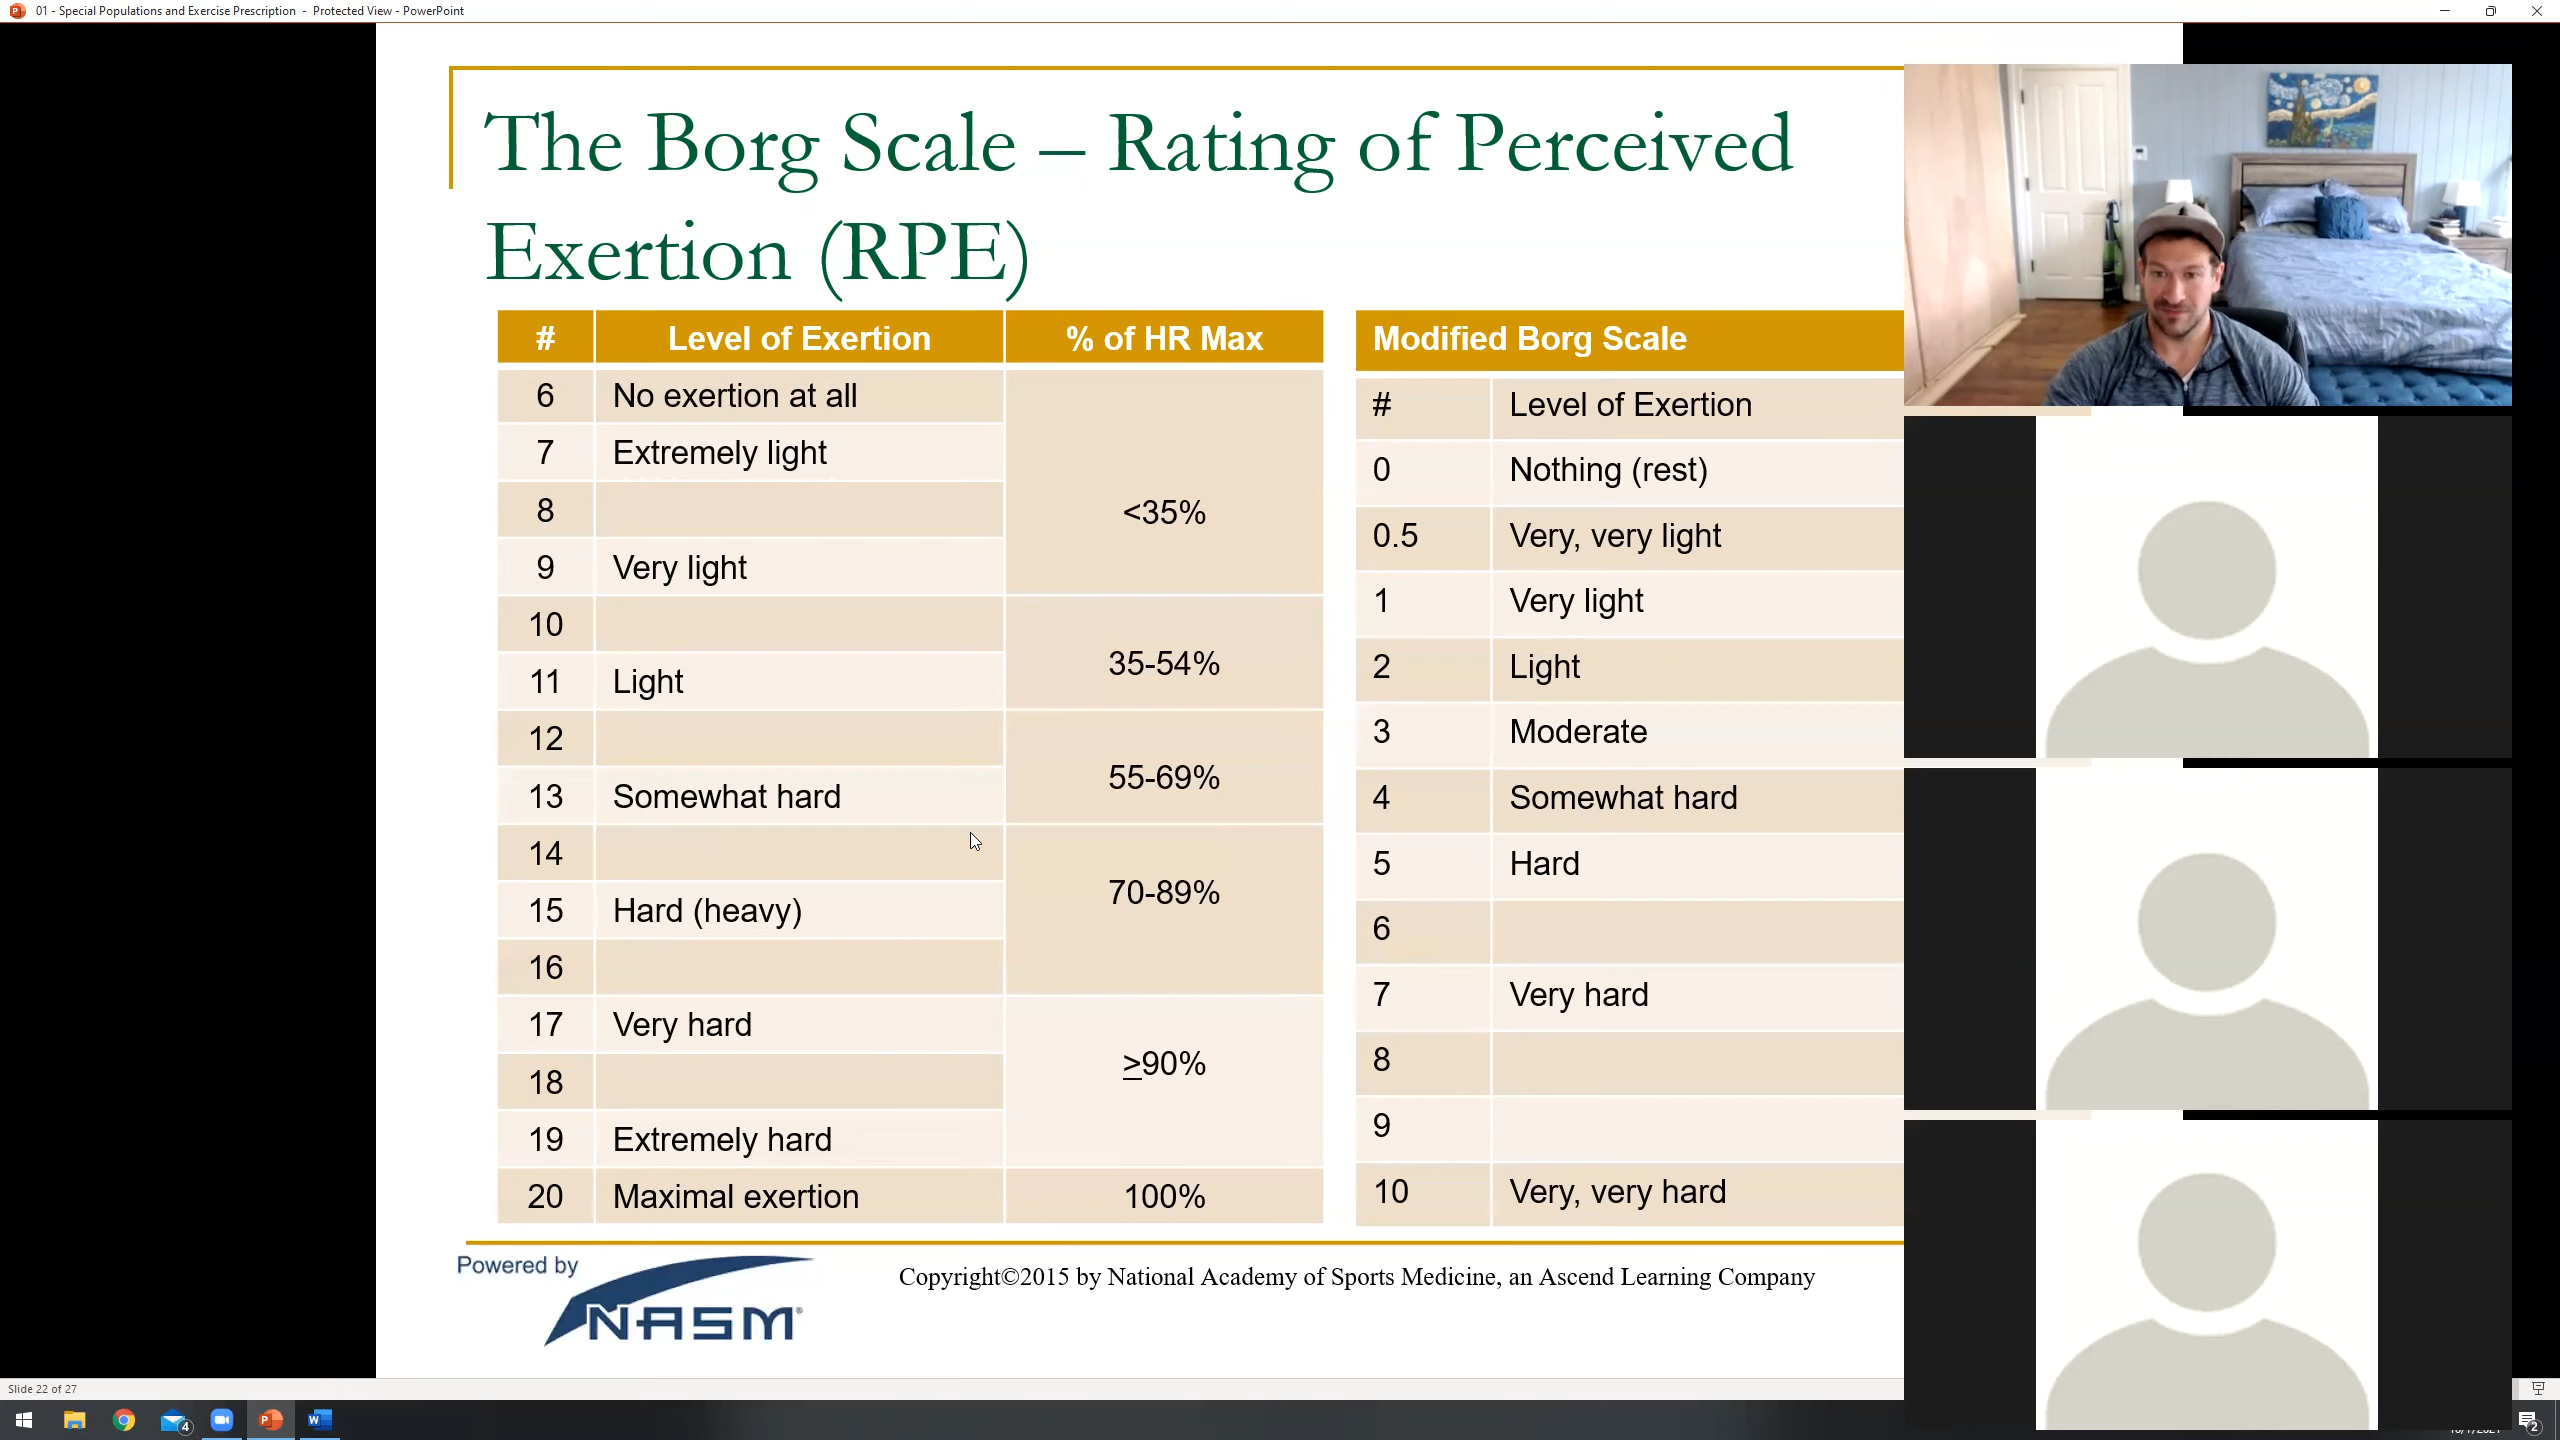 01 - Special Populations and Exercise Prescription - Protected View - PowerPoint
The Borg Scale – Rating of Perceived
Exertion (RPE)
# Level of Exertion % of HR Max
6 No exertion at all
7 Extremely light
8
<35%
9 Very light
10
35-54%
11 Light
12
55-69%
13 Somewhat hard
14
70-89%
15 Hard (heavy)
16
17 Very hard
≥90%
18
19 Extremely hard
20 Maximal exertion 100%
Modified Borg Scale
# Level of Exertion
0 Nothing (rest)
0.5 Very, very light
1 Very light
2 Light
3 Moderate
4 Somewhat hard
5 Hard
6
7 Very hard
8
9
10 Very, very hard
Powered by
NASM®
Copyright©2015 by National Academy of Sports Medicine, an Ascend Learning Company
Slide 22 of 27
4
2